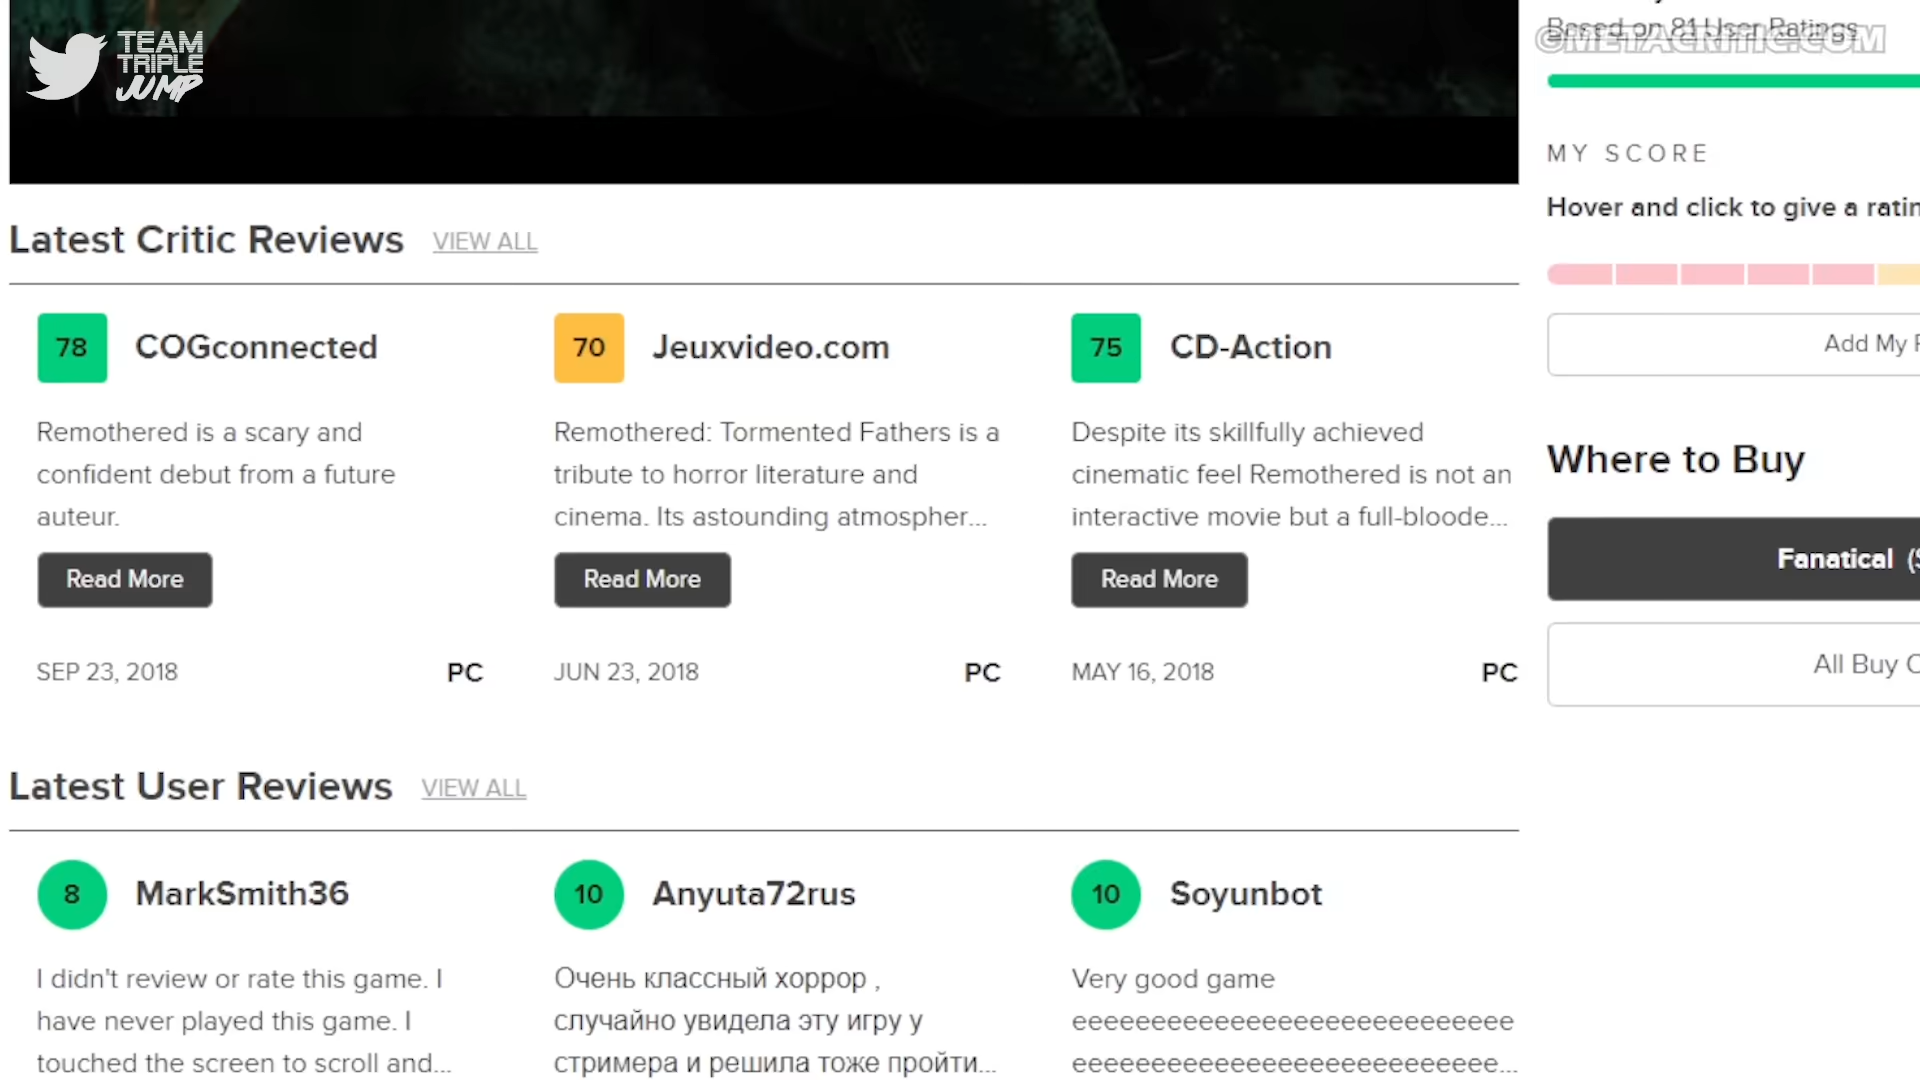 TEAM
TRIPLE
JUMP
Based on 81 User Ratings
©METACRITIC.COM
MY SCORE
Hover and click to give a ratin
Latest Critic Reviews VIEW ALL
78 COGconnected
Remothered is a scary and
confident debut from a future
auteur.
Read More
SEP 23, 2018 PC
70 Jeuxvideo.com
Remothered: Tormented Fathers is a
tribute to horror literature and
cinema. Its astounding atmospher...
Read More
JUN 23, 2018 PC
75 CD-Action
Despite its skillfully achieved
cinematic feel Remothered is not an
interactive movie but a full-bloode...
Read More
MAY 16, 2018 PC
Add My
Where to Buy
Fanatical
All Buy
Latest User Reviews VIEW ALL
8 MarkSmith36
I didn't review or rate this game. I
have never played this game. I
touched the screen to scroll and...
10 Anyuta72rus
Очень классный хоррор ,
случайно увидела эту игру у
стримера и решила тоже пройти...
10 Soyunbot
Very good game
eeeeeeeeeeeeeeeeeeeeeeeeeeee
eeeeeeeeeeeeeeeeeeeeeeeeeee...